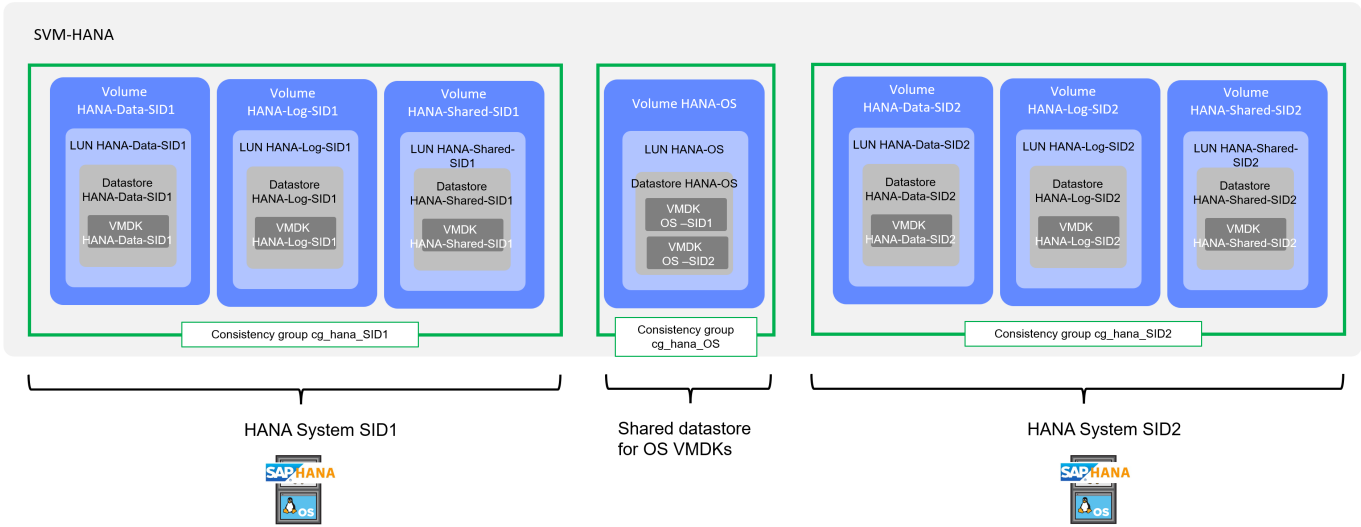 SVM-HANA
Volume
HANA-Data-SID1
LUN HANA-Data-SID1
Datastore
HANA-Data-SID1
VMDK
HANA-Data-SID1
Volume
HANA-Log-SID1
LUN HANA-Log-SID1
Datastore
HANA-Log-SID1
VMDK
HANA-Log-SID1
Volume
HANA-Shared-SID1
LUN HANA-Shared-
SID1
Datastore
HANA-Shared-SID1
VMDK
HANA-Shared-SID1
Consistency group cg_hana_SID1
Volume HANA-OS
LUN HANA-OS
Datastore HANA-OS
VMDK
OS –SID1
VMDK
OS –SID2
Consistency group
cg_hana_OS
Volume
HANA-Data-SID2
LUN HANA-Data-SID2
Datastore
HANA-Data-SID2
VMDK
HANA-Data-SID2
Volume
HANA-Log-SID2
LUN HANA-Log-SID2
Datastore
HANA-Log-SID2
VMDK
HANA-Log-SID2
Volume
HANA-Shared-SID2
LUN HANA-Shared-
SID2
Datastore
HANA-Shared-SID2
VMDK
HANA-Shared-SID2
Consistency group cg_hana_SID2
HANA System SID1
SAP HANA
OS
Shared datastore
for OS VMDKs
HANA System SID2
SAP HANA
OS